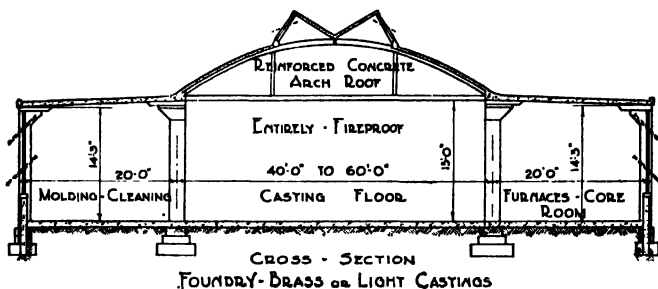 REINFORCED CONCRETE
ARCH ROOF
ENTIRELY - FIREPROOF
14'-3"
15'-0"
14'-3"
20'-0"
40'-0" TO 60'-0"
20'-0"
MOLDING-CLEANING
CASTING FLOOR
FURNACES-CORE
ROOM
CROSS - SECTION
FOUNDRY-BRASS OR LIGHT CASTINGS